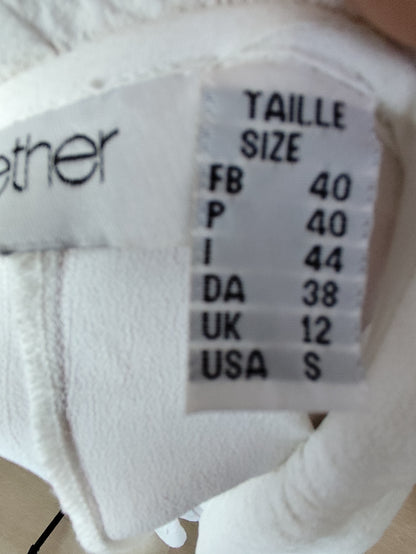 ether
TAILLE
SIZE
FB 40
P 40
I 44
DA 38
UK 12
USA S